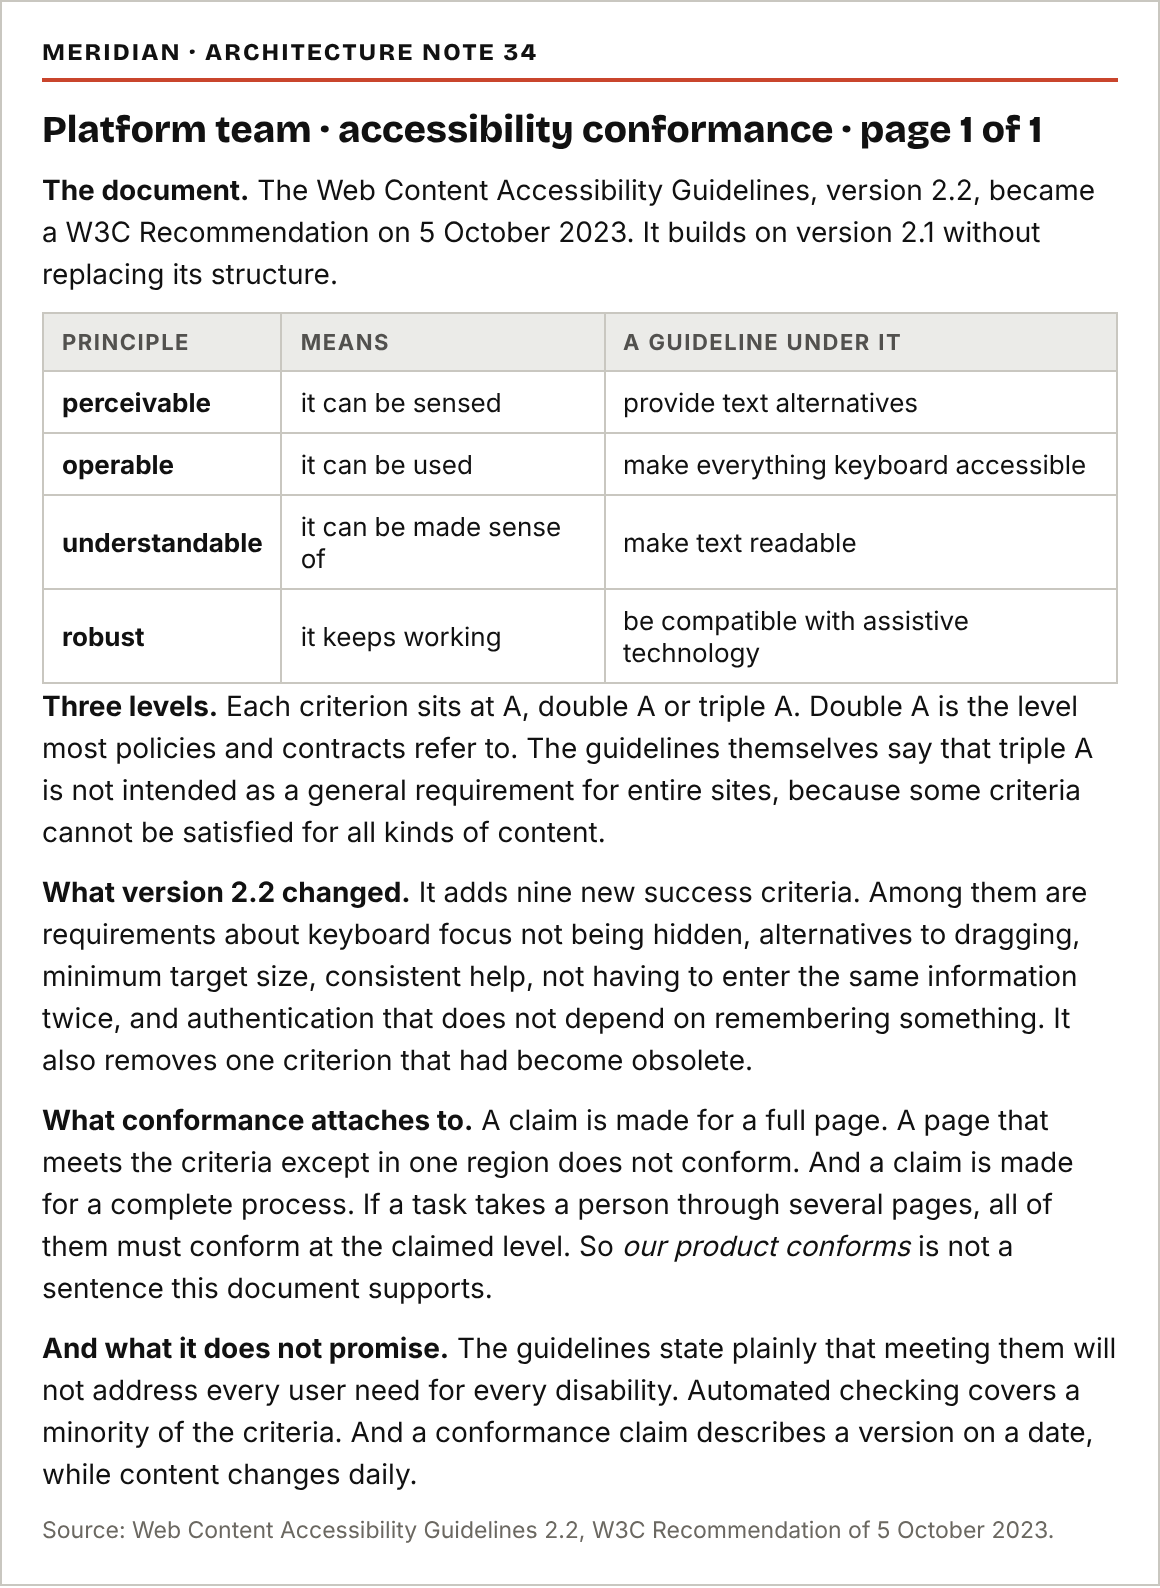 MERIDIAN · ARCHITECTURE NOTE 34
Platform team · accessibility conformance · page 1 of 1
The document. The Web Content Accessibility Guidelines, version 2.2, became
a W3C Recommendation on 5 October 2023. It builds on version 2.1 without
replacing its structure.
PRINCIPLE MEANS A GUIDELINE UNDER IT
perceivable it can be sensed provide text alternatives
operable it can be used make everything keyboard accessible
understandable it can be made sense
of
make text readable
robust it keeps working be compatible with assistive
technology
Three levels. Each criterion sits at A, double A or triple A. Double A is the level
most policies and contracts refer to. The guidelines themselves say that triple A
is not intended as a general requirement for entire sites, because some criteria
cannot be satisfied for all kinds of content.
What version 2.2 changed. It adds nine new success criteria. Among them are
requirements about keyboard focus not being hidden, alternatives to dragging,
minimum target size, consistent help, not having to enter the same information
twice, and authentication that does not depend on remembering something. It
also removes one criterion that had become obsolete.
What conformance attaches to. A claim is made for a full page. A page that
meets the criteria except in one region does not conform. And a claim is made
for a complete process. If a task takes a person through several pages, all of
them must conform at the claimed level. So our product conforms is not a
sentence this document supports.
And what it does not promise. The guidelines state plainly that meeting them will
not address every user need for every disability. Automated checking covers a
minority of the criteria. And a conformance claim describes a version on a date,
while content changes daily.
Source: Web Content Accessibility Guidelines 2.2, W3C Recommendation of 5 October 2023.